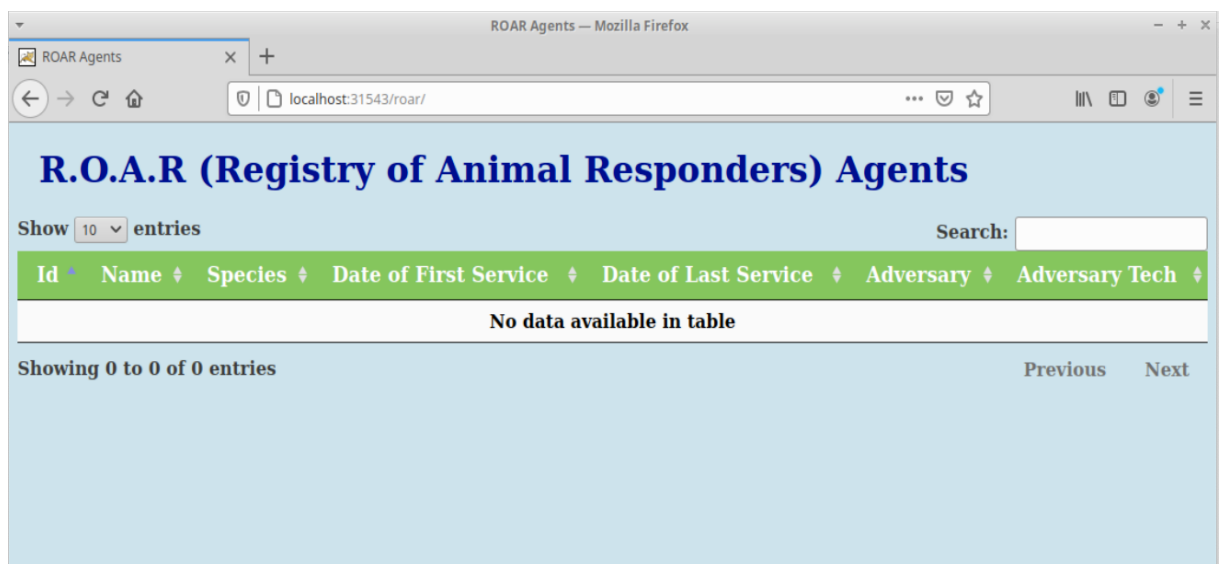 ROAR Agents — Mozilla Firefox
ROAR Agents
localhost:31543/roar/
R.O.A.R (Registry of Animal Responders) Agents
Show 10 entries Search:
Id Name Species Date of First Service Date of Last Service Adversary Adversary Tech
No data available in table
Showing 0 to 0 of 0 entries Previous Next